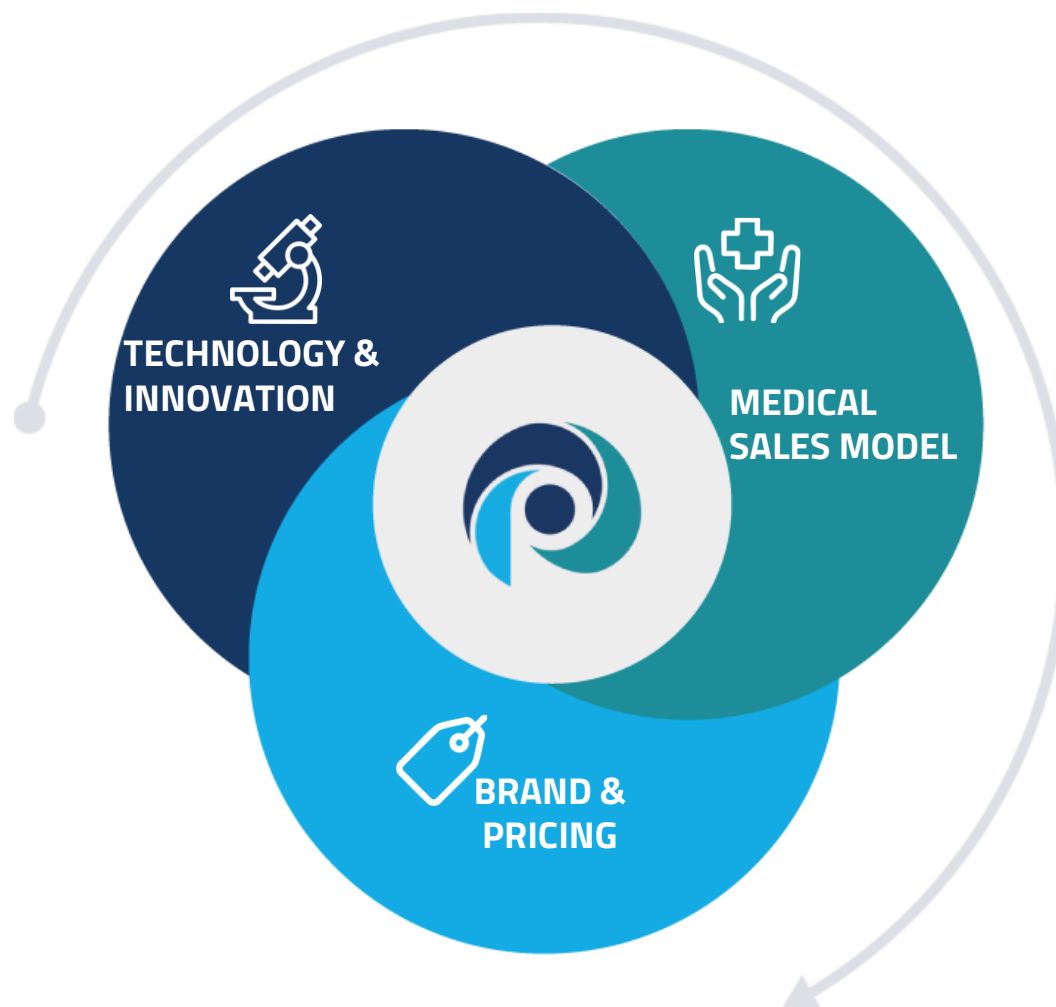 TECHNOLOGY &
INNOVATION
MEDICAL
SALES MODEL
BRAND &
PRICING